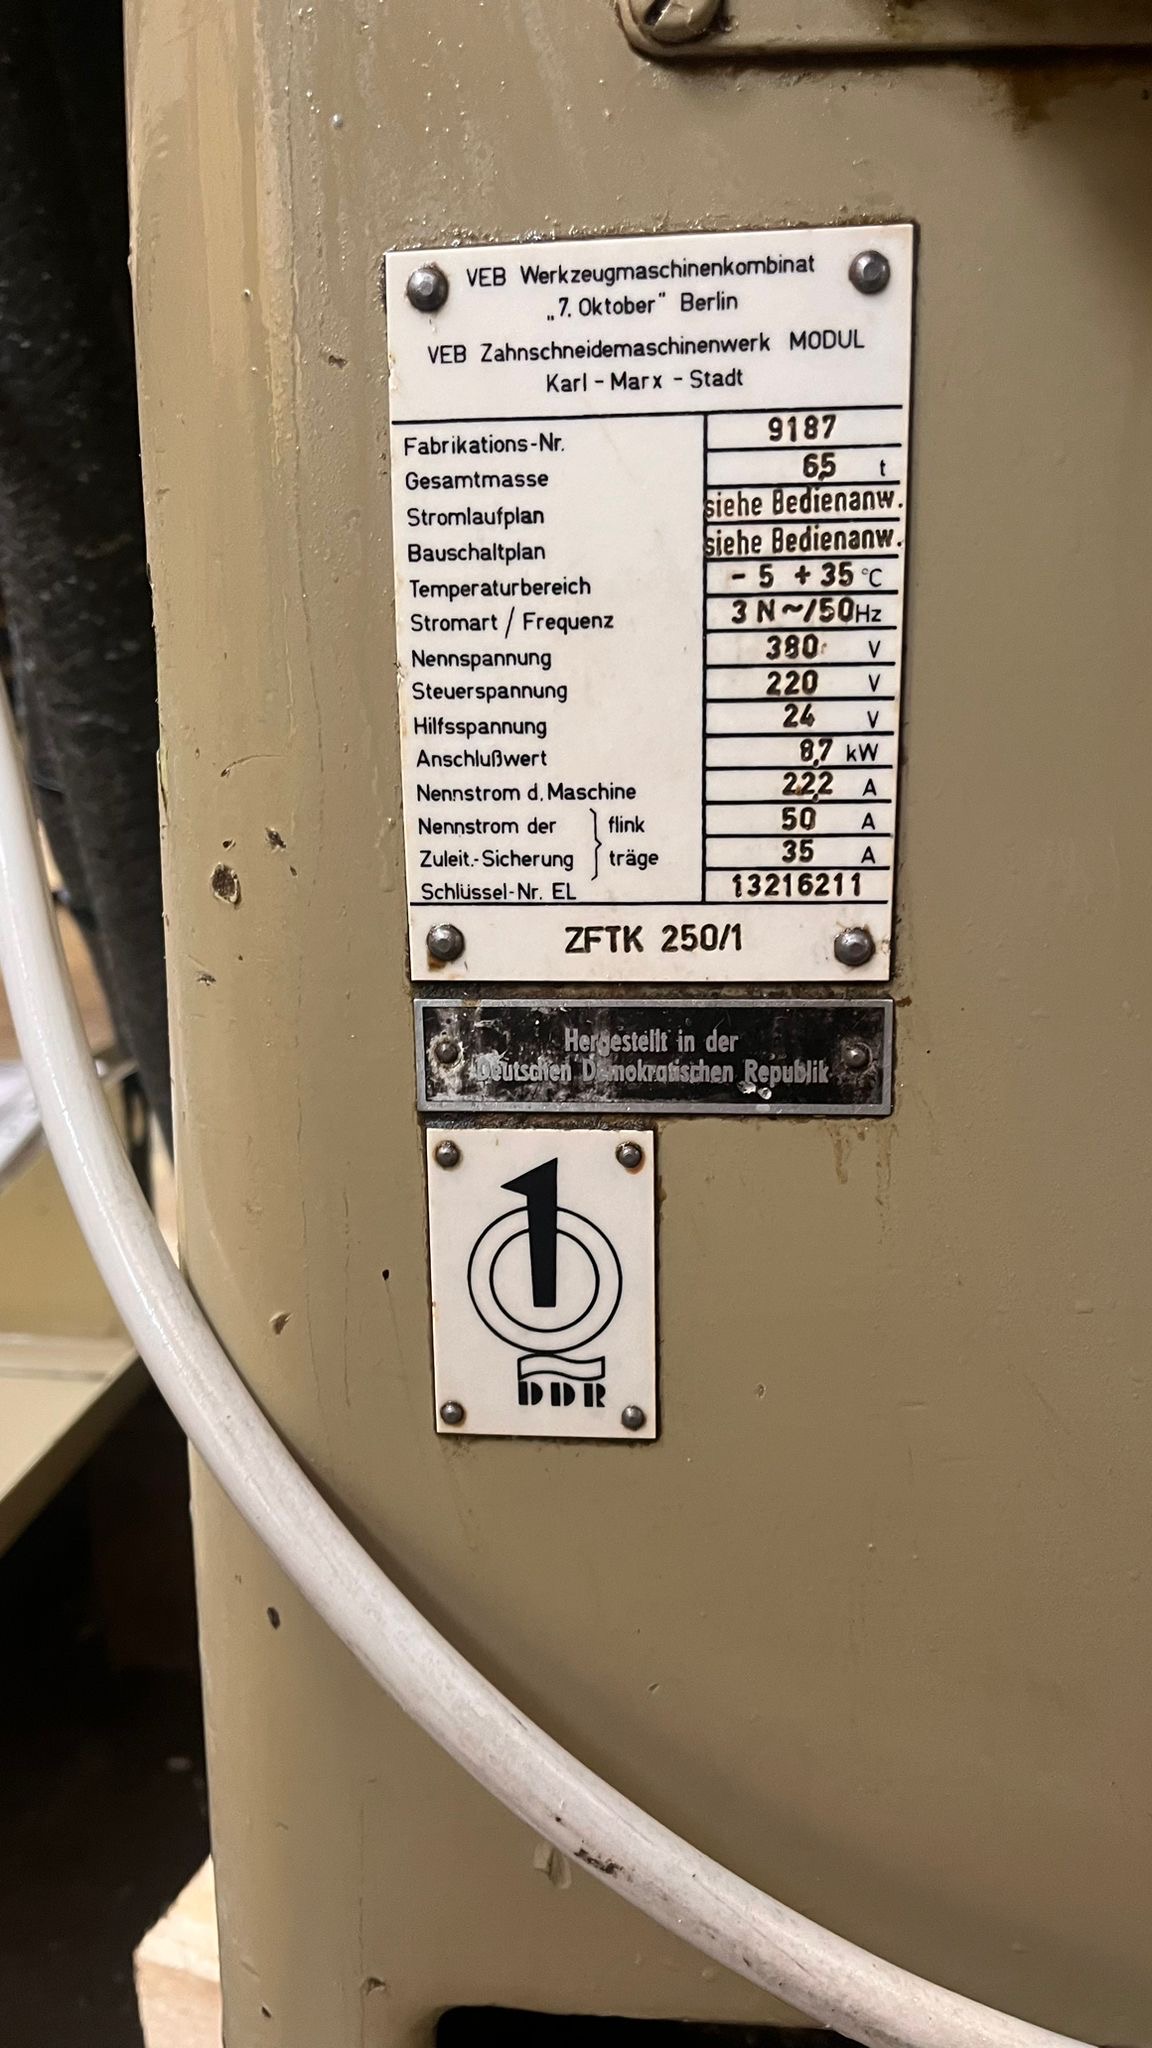 VEB Werkzeugmaschinenkombinat
„7. Oktober" Berlin
VEB Zahnschneidemaschinenwerk MODUL
Karl - Marx - Stadt
Fabrikations-Nr. 9187
Gesamtmasse 6,5 t
Stromlaufplan siehe Bedienanw.
Bauschaltplan siehe Bedienanw.
Temperaturbereich - 5 + 35 °C
Stromart / Frequenz 3 N ~/50 Hz
Nennspannung 380 V
Steuerspannung 220 V
Hilfsspannung 24 V
Anschlußwert 8,7 kW
Nennstrom d. Maschine 22,2 A
Nennstrom der } flink 50 A
Zuleit.-Sicherung } träge 35 A
Schlüssel-Nr. EL 13216211
ZFTK 250/1
Hergestellt in der
Deutschen Demokratischen Republik
1
DDR